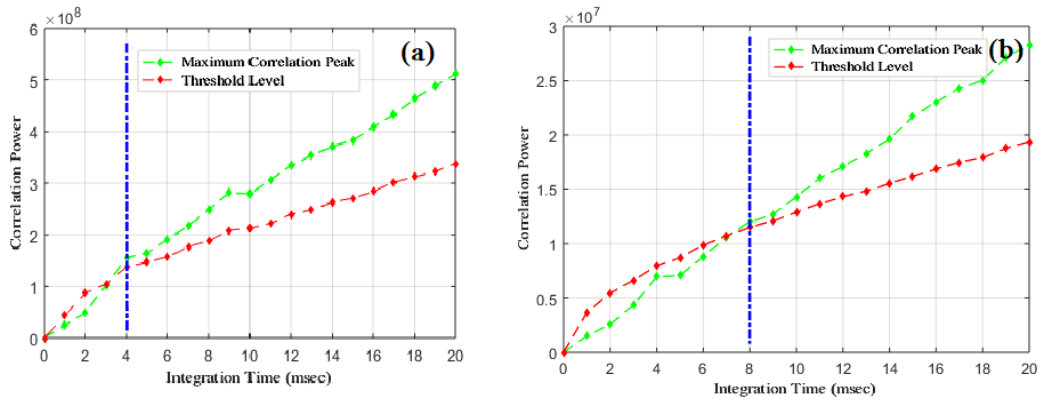 ×10^8
(a)
Maximum Correlation Peak
Threshold Level
Correlation Power
6
5
4
3
2
1
0
0 2 4 6 8 10 12 14 16 18 20
Integration Time (msec)
×10^7
(b)
Maximum Correlation Peak
Threshold Level
Correlation Power
3
2.5
2
1.5
1
0.5
0
0 2 4 6 8 10 12 14 16 18 20
Integration Time (msec)